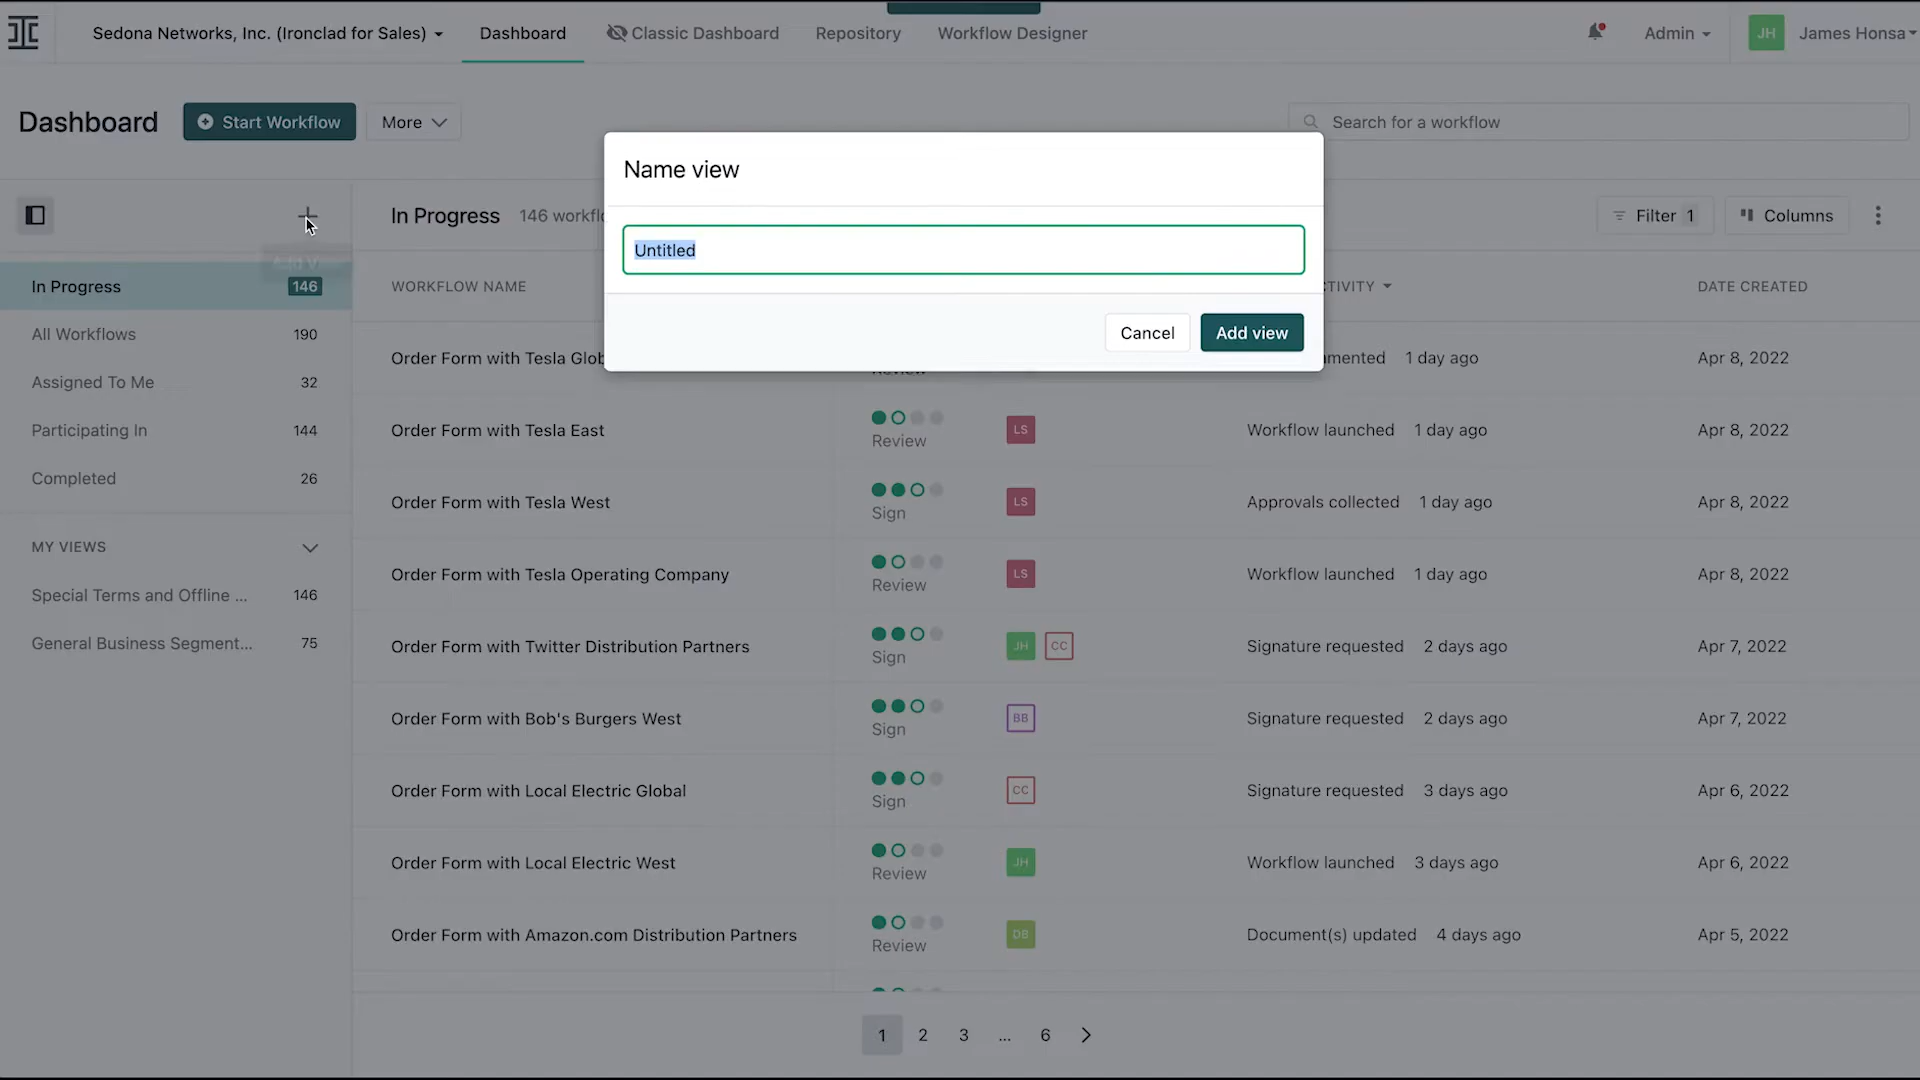 Sedona Networks, Inc. (Ironclad for Sales)
Dashboard
Classic Dashboard
Repository
Workflow Designer
Admin
JH
James Honsa
Dashboard
Start Workflow
More
Search for a workflow
Name view
Untitled
Cancel
Add view
In Progress 146
All Workflows 190
Assigned To Me 32
Participating In 144
Completed 26
MY VIEWS
Special Terms and Offline ... 146
General Business Segment... 75
In Progress 146
Filter 1
Columns
WORKFLOW NAME DATE CREATED
Order Form with Tesla 1 day ago Apr 8, 2022
Order Form with Tesla East Review LS Workflow launched 1 day ago Apr 8, 2022
Order Form with Tesla West Sign LS Approvals collected 1 day ago Apr 8, 2022
Order Form with Tesla Operating Company Review LS Workflow launched 1 day ago Apr 8, 2022
Order Form with Twitter Distribution Partners Sign JH CC Signature requested 2 days ago Apr 7, 2022
Order Form with Bob's Burgers West Sign BB Signature requested 2 days ago Apr 7, 2022
Order Form with Local Electric Global Sign CC Signature requested 3 days ago Apr 6, 2022
Order Form with Local Electric West Review JH Workflow launched 3 days ago Apr 6, 2022
Order Form with Amazon.com Distribution Partners Review DB Document(s) updated 4 days ago Apr 5, 2022
1 2 3 ... 6